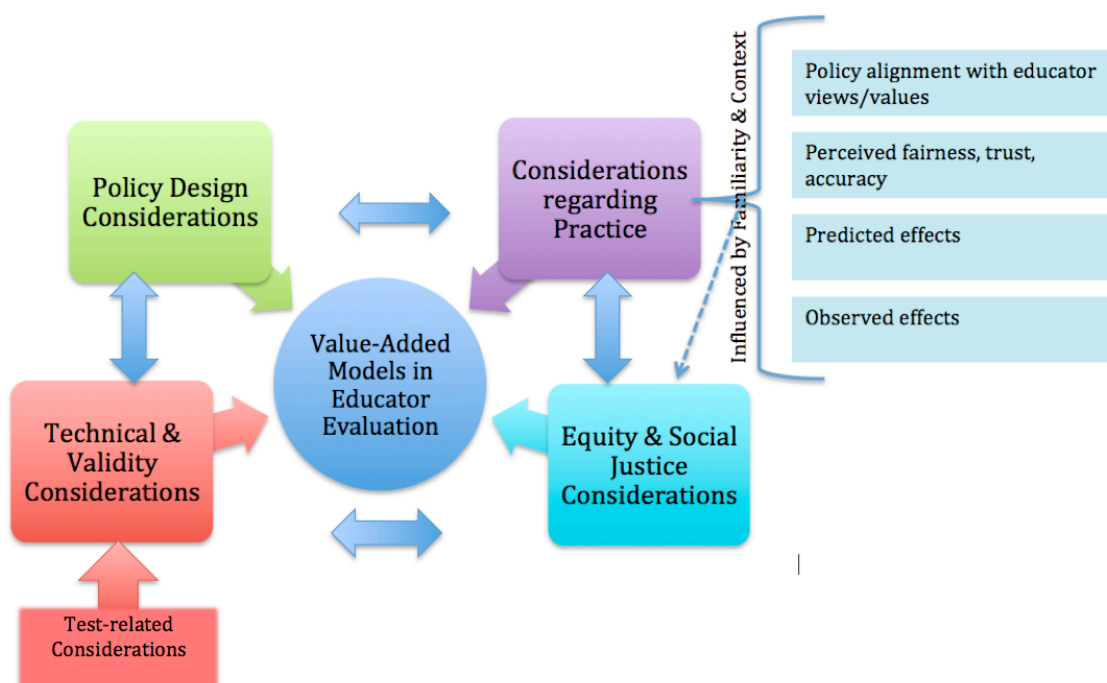 Policy Design
Considerations
Considerations
regarding
Practice
Value-Added
Models in
Educator
Evaluation
Technical &
Validity
Considerations
Equity & Social
Justice
Considerations
Test-related
Considerations
Influenced by Familiarity & Context
Policy alignment with educator
views/values
Perceived fairness, trust,
accuracy
Predicted effects
Observed effects